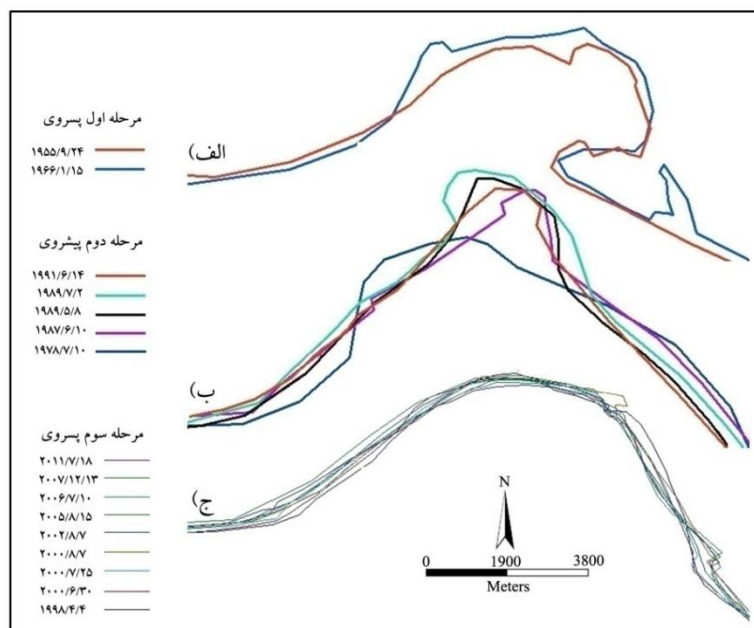 مرحله اول پسروی
۱۹۵۵/۹/۲۴
۱۹۶۶/۱/۱۵
الف)
مرحله دوم پیشروی
۱۹۹۱/۶/۱۴
۱۹۸۹/۷/۲
۱۹۸۹/۵/۸
۱۹۸۷/۶/۱۰
۱۹۷۸/۷/۱۰
ب)
مرحله سوم پسروی
۲۰۱۱/۷/۱۸
۲۰۰۷/۱۲/۱۳
۲۰۰۶/۷/۱۰
۲۰۰۵/۸/۱۵
۲۰۰۲/۸/۷
۲۰۰۰/۸/۷
۲۰۰۰/۷/۲۵
۲۰۰۰/۶/۳۰
۱۹۹۸/۴/۴
ج)
N
0 1900 3800
Meters